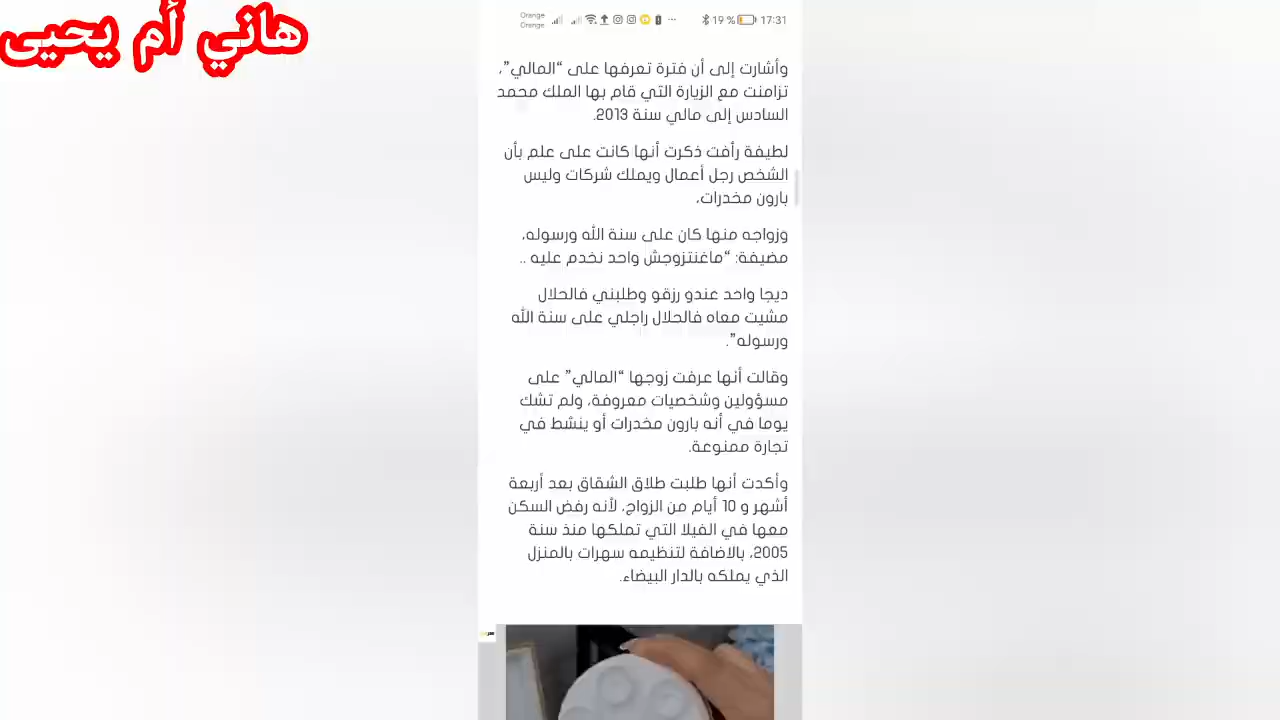 هاني أم يحيى
Orange
Orange
19 % 17:31
وأشارت إلى أن فترة تعرفها على “المالي”،
تزامنت مع الزيارة التي قام بها الملك محمد
السادس إلى مالي سنة 2013.
لطيفة رأفت ذكرت أنها كانت على علم بأن
الشخص رجل أعمال ويملك شركات وليس
بارون مخدرات،
وزواجه منها كان على سنة الله ورسوله،
مضيفة: “ماغنتزوجش واحد نخدم عليه ..
ديجا واحد عندو رزقو وطلبني فالحلال
مشيت معاه فالحلال راجلي على سنة الله
ورسوله”.
وقالت أنها عرفت زوجها “المالي” على
مسؤولين وشخصيات معروفة، ولم تشك
يوما في أنه بارون مخدرات أو ينشط في
تجارة ممنوعة.
وأكدت أنها طلبت طلاق الشقاق بعد أربعة
أشهر و 10 أيام من الزواج، لأنه رفض السكن
معها في الفيلا التي تملكها منذ سنة
2005، بالاضافة لتنظيمه سهرات بالمنزل
الذي يملكه بالدار البيضاء.